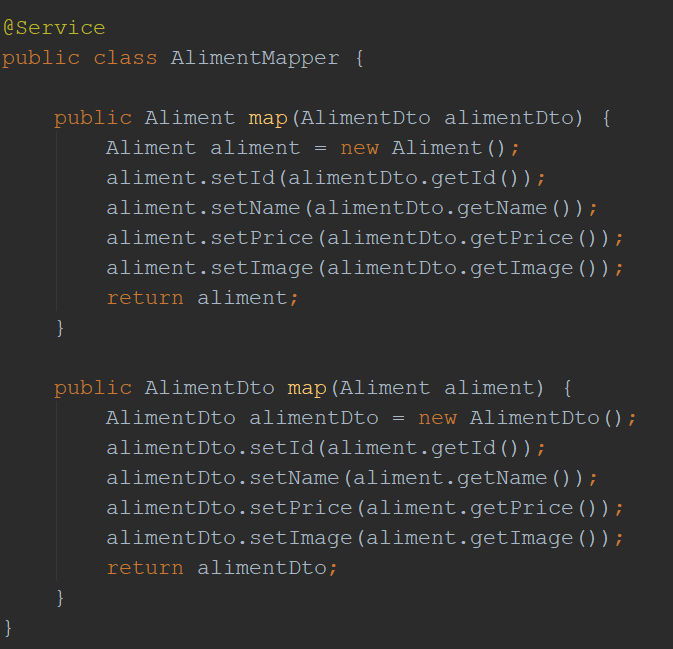 @Service
public class AlimentMapper {
public Aliment map(AlimentDto alimentDto) {
Aliment aliment = new Aliment();
aliment.setId(alimentDto.getId());
aliment.setName(alimentDto.getName());
aliment.setPrice(alimentDto.getPrice());
aliment.setImage(alimentDto.getImage());
return aliment;
}
public AlimentDto map(Aliment aliment) {
AlimentDto alimentDto = new AlimentDto();
alimentDto.setId(aliment.getId());
alimentDto.setName(aliment.getName());
alimentDto.setPrice(aliment.getPrice());
alimentDto.setImage(aliment.getImage());
return alimentDto;
}
}